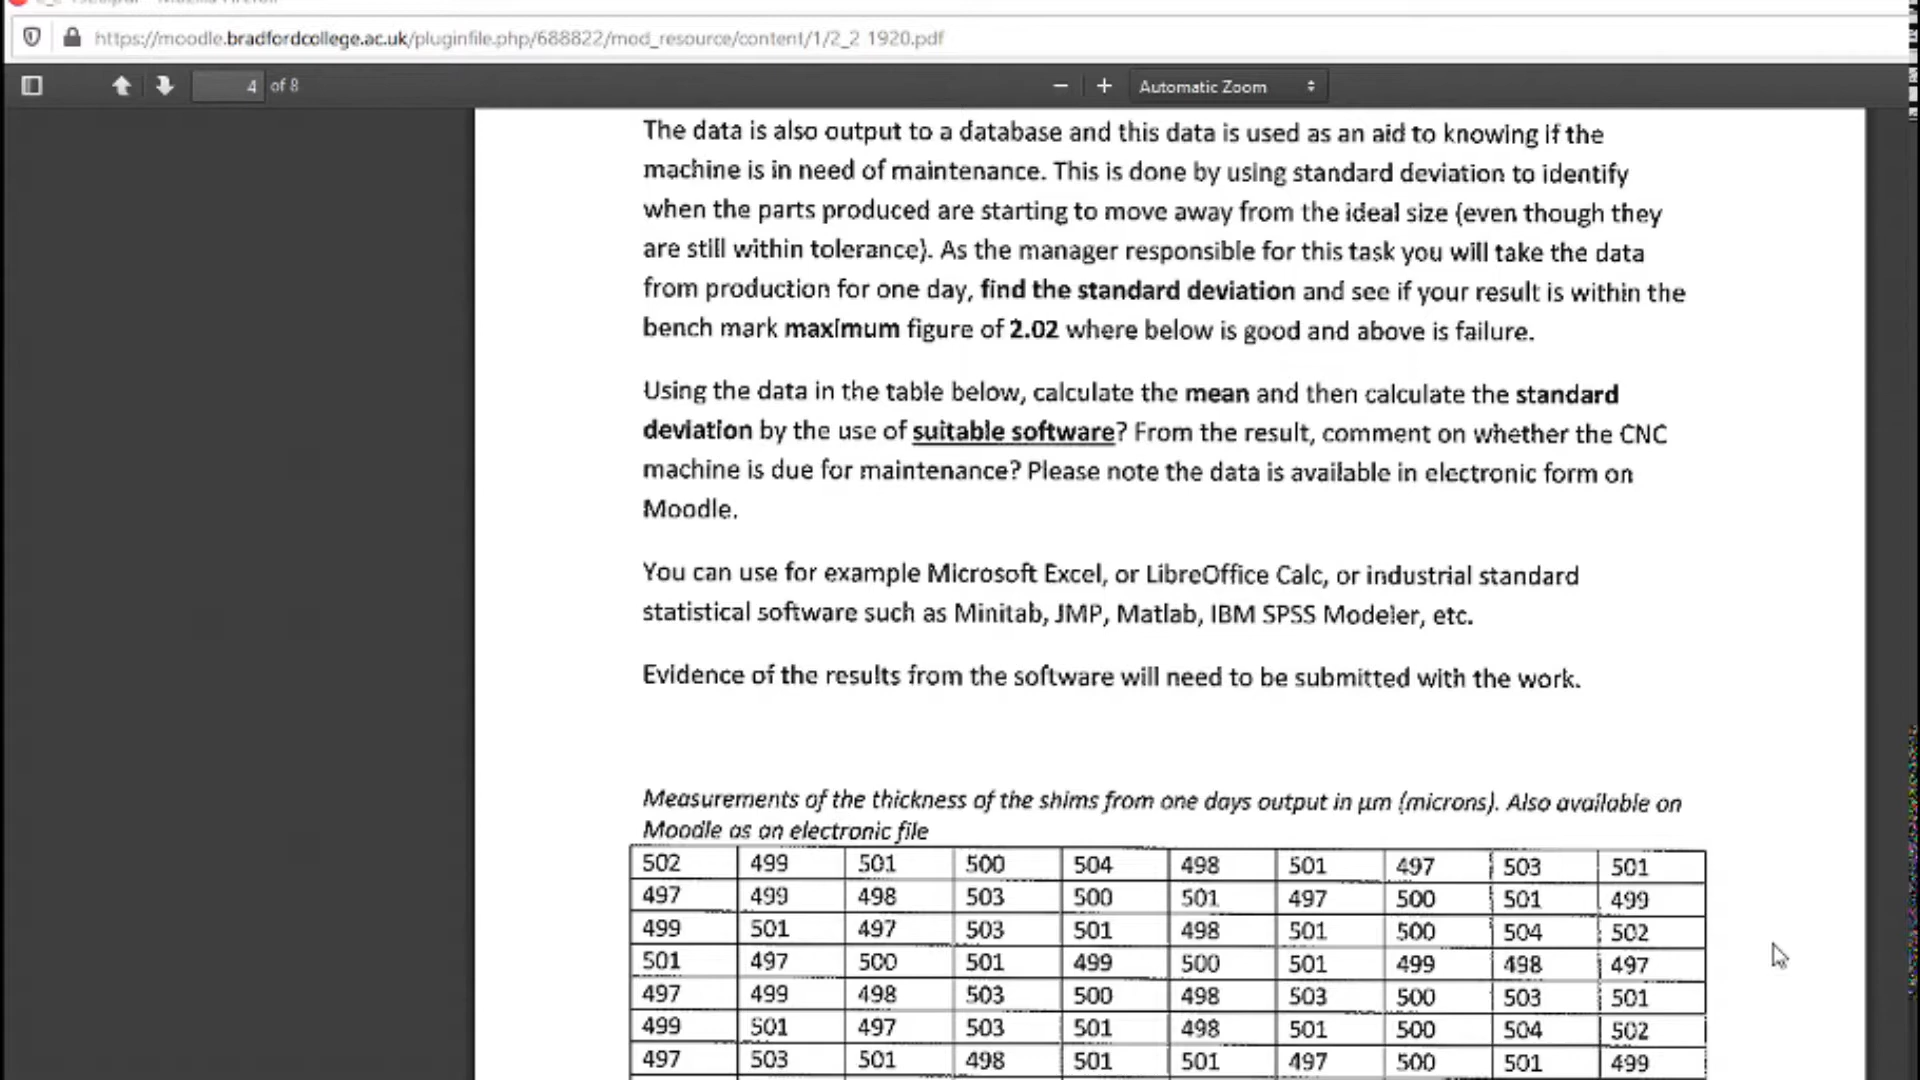 https://moodle.bradfordcollege.ac.uk/pluginfile.php/688822/mod_resource/content/1/2_2 1920.pdf
4 of 8
Automatic Zoom
The data is also output to a database and this data is used as an aid to knowing if the
machine is in need of maintenance. This is done by using standard deviation to identify
when the parts produced are starting to move away from the ideal size (even though they
are still within tolerance). As the manager responsible for this task you will take the data
from production for one day, find the standard deviation and see if your result is within the
bench mark maximum figure of 2.02 where below is good and above is failure.
Using the data in the table below, calculate the mean and then calculate the standard
deviation by the use of suitable software? From the result, comment on whether the CNC
machine is due for maintenance? Please note the data is available in electronic form on
Moodle.
You can use for example Microsoft Excel, or LibreOffice Calc, or industrial standard
statistical software such as Minitab, JMP, Matlab, IBM SPSS Modeler, etc.
Evidence of the results from the software will need to be submitted with the work.
Measurements of the thickness of the shims from one days output in µm (microns). Also available on
Moodle as an electronic file
502 499 501 500 504 498 501 497 503 501
497 499 498 503 500 501 497 500 501 499
499 501 497 503 501 498 501 500 504 502
501 497 500 501 499 500 501 499 498 497
497 499 498 503 500 498 503 500 503 501
499 501 497 503 501 498 501 500 504 502
497 503 501 498 501 501 497 500 501 499